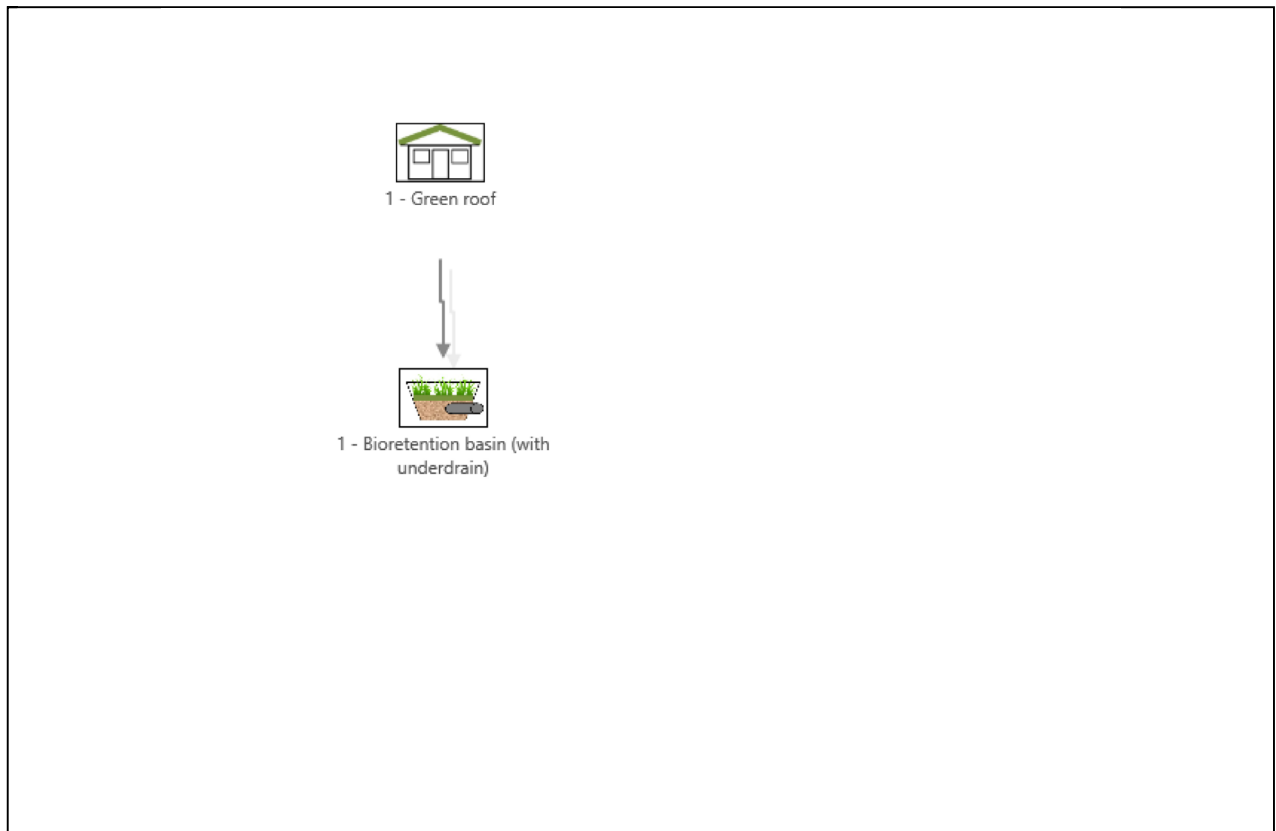 1 - Green roof
1 - Bioretention basin (with
underdrain)